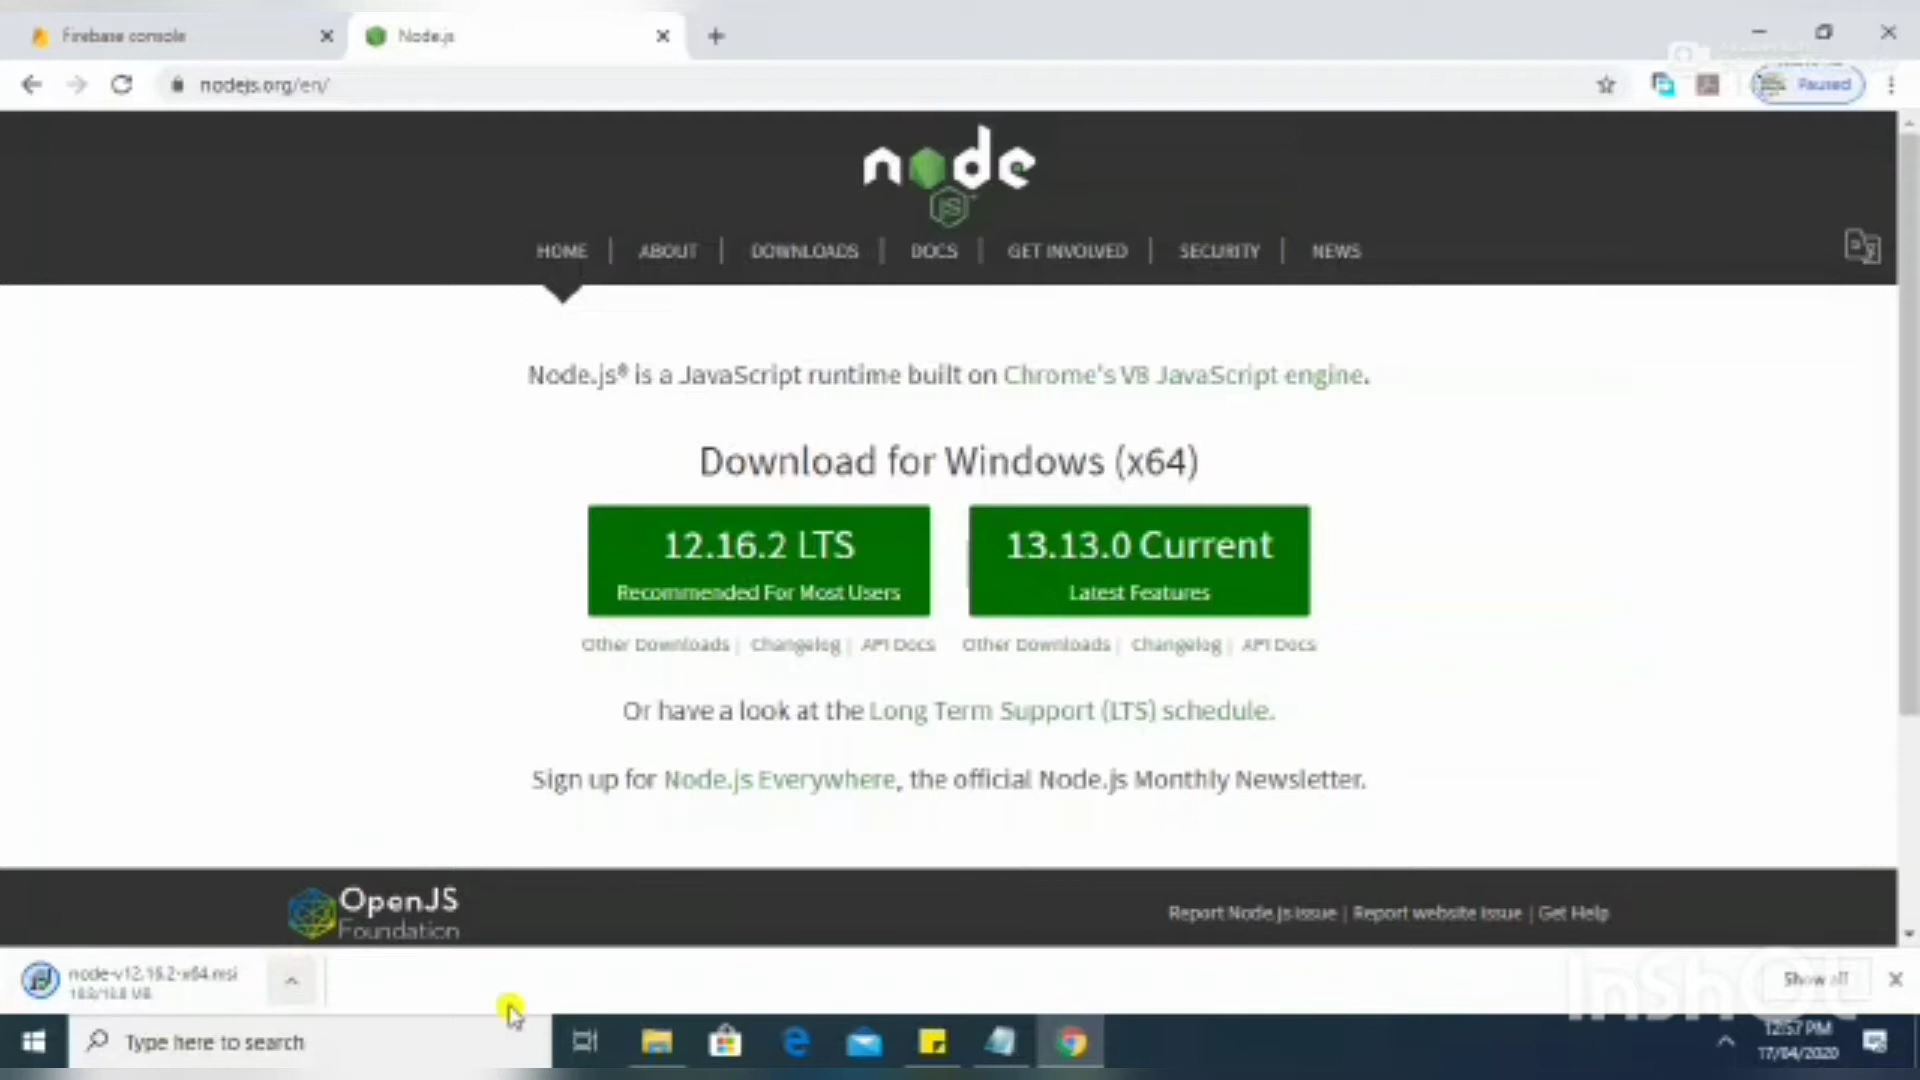 Firebase console
Node.js
nodejs.org/en/
Paused
node
JS
HOME | ABOUT | DOWNLOADS | DOCS | GET INVOLVED | SECURITY | NEWS
Node.js® is a JavaScript runtime built on Chrome's V8 JavaScript engine.
Download for Windows (x64)
12.16.2 LTS
Recommended For Most Users
13.13.0 Current
Latest Features
Other Downloads | Changelog | API Docs
Other Downloads | Changelog | API Docs
Or have a look at the Long Term Support (LTS) schedule.
Sign up for Node.js Everywhere, the official Node.js Monthly Newsletter.
OpenJS
Foundation
Report Node.js issue | Report website issue | Get Help
node-v12.16.2-x64.msi
Show all
InShOt
Type here to search
12:57 PM
17/04/2020